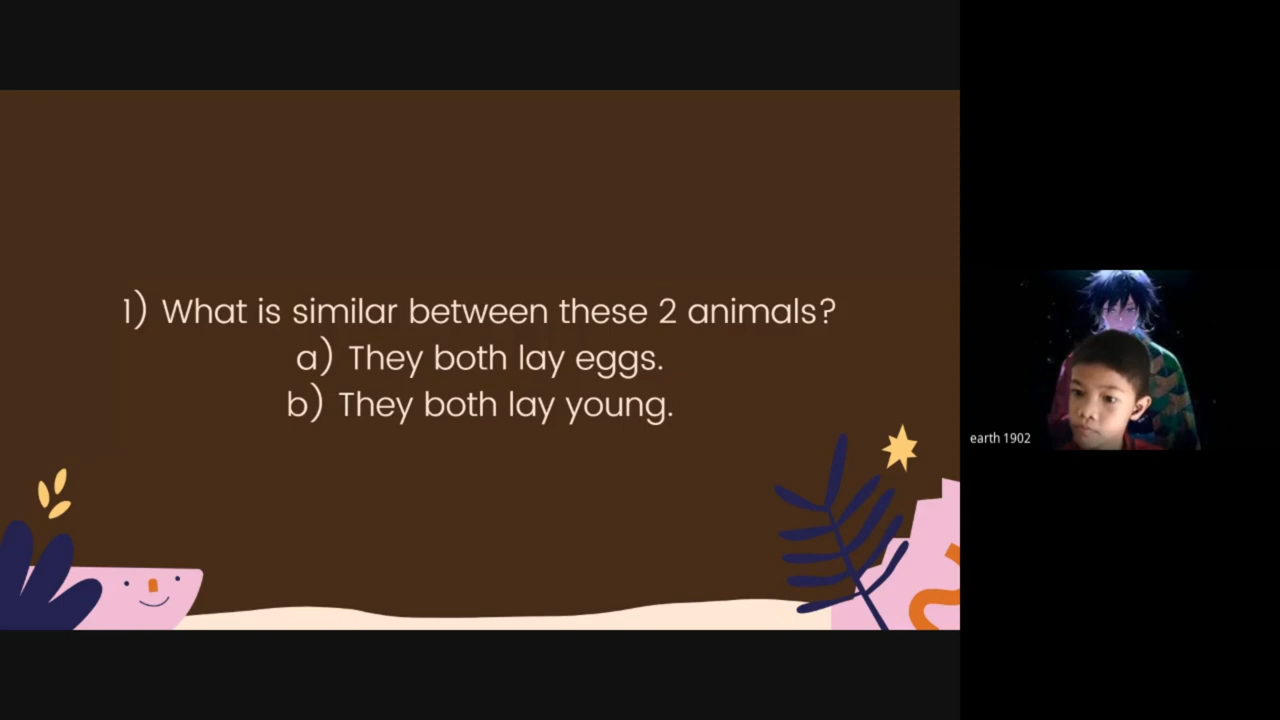 1) What is similar between these 2 animals?
a) They both lay eggs.
b) They both lay young.
earth 1902